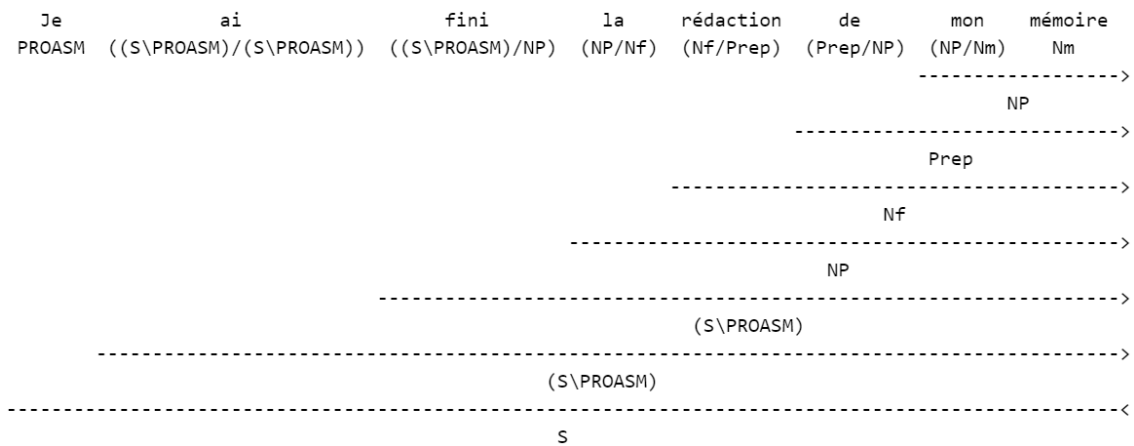 Je ai fini la rédaction de mon mémoire
PROASM ((S\PROASM)/(S\PROASM)) ((S\PROASM)/NP) (NP/Nf) (Nf/Prep) (Prep/NP) (NP/Nm) Nm
------------------->
NP
------------------------------>
Prep
----------------------------------------->
Nf
-------------------------------------------------->
NP
------------------------------------------------------------------->
(S\PROASM)
-------------------------------------------------------------------------------------------->
(S\PROASM)
----------------------------------------------------------------------------------------------------<
S